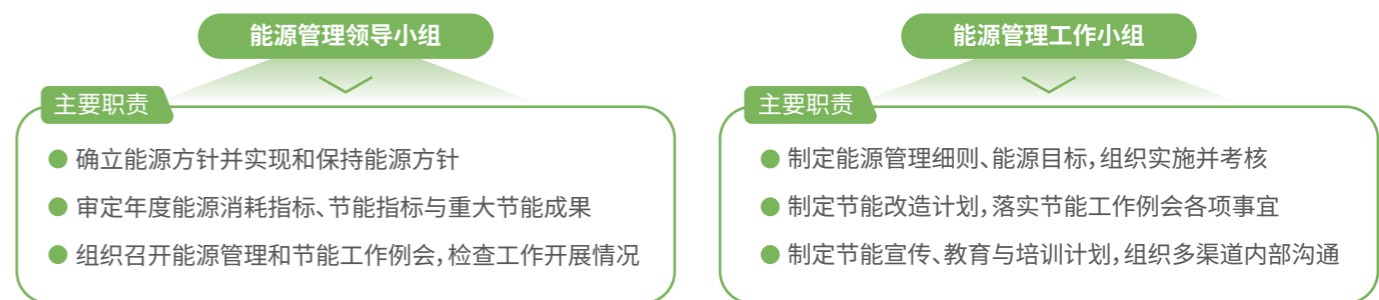 能源管理领导小组
主要职责
确立能源方针并实现和保持能源方针
审定年度能源消耗指标、节能指标与重大节能成果
组织召开能源管理和节能工作例会，检查工作开展情况
能源管理工作小组
主要职责
制定能源管理细则、能源目标，组织实施并考核
制定节能改造计划，落实节能工作例会各项事宜
制定节能宣传、教育与培训计划，组织多渠道内部沟通